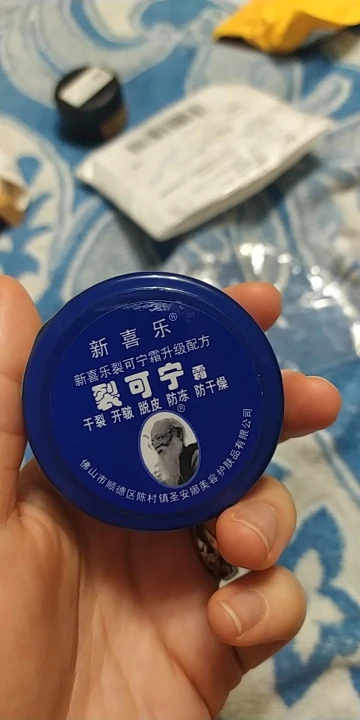 新喜乐®
新喜乐裂可宁霜升级配方
裂可宁霜
®
干裂 开皲 脱皮 防冻 防干燥
佛山市顺德区陈村镇圣安娜美容护肤品有限公司